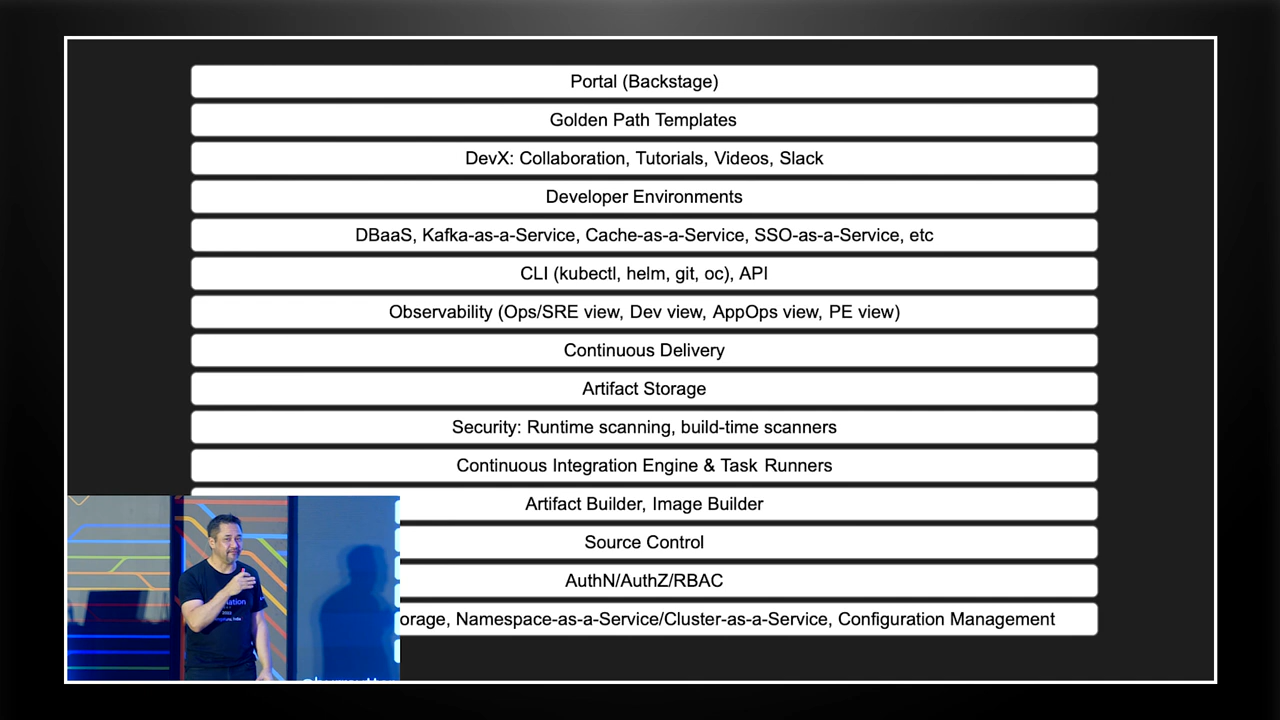 Portal (Backstage)
Golden Path Templates
DevX: Collaboration, Tutorials, Videos, Slack
Developer Environments
DBaaS, Kafka-as-a-Service, Cache-as-a-Service, SSO-as-a-Service, etc
CLI (kubectl, helm, git, oc), API
Observability (Ops/SRE view, Dev view, AppOps view, PE view)
Continuous Delivery
Artifact Storage
Security: Runtime scanning, build-time scanners
Continuous Integration Engine & Task Runners
Artifact Builder, Image Builder
Source Control
AuthN/AuthZ/RBAC
orage, Namespace-as-a-Service/Cluster-as-a-Service, Configuration Management